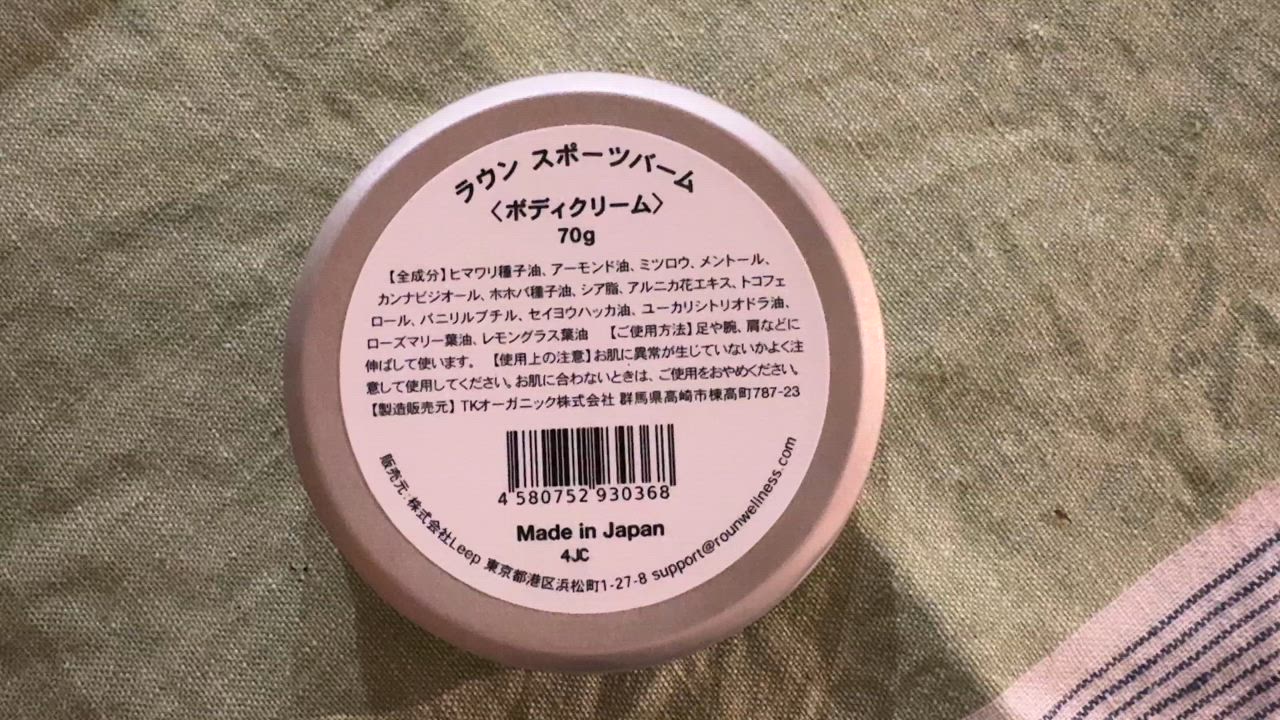 ラウン スポーツバーム
〈ボディクリーム〉
70g
【全成分】ヒマワリ種子油、アーモンド油、ミツロウ、メントール、
カンナビジオール、ホホバ種子油、シア脂、アルニカ花エキス、トコフェ
ロール、バニリルブチル、セイヨウハッカ油、ユーカリシトリオドラ油、
ローズマリー葉油、レモングラス葉油 【ご使用方法】足や腕、肩などに
伸ばして使います。 【使用上の注意】お肌に異常が生じていないかよく注
意して使用してください。お肌に合わないときは、ご使用をおやめください。
【製造販売元】TKオーガニック株式会社 群馬県高崎市棟高町787-23
4 580752 930368
Made in Japan
4JC
販売元：株式会社Leep 東京都港区浜松町1-27-8 support@rounwellness.com